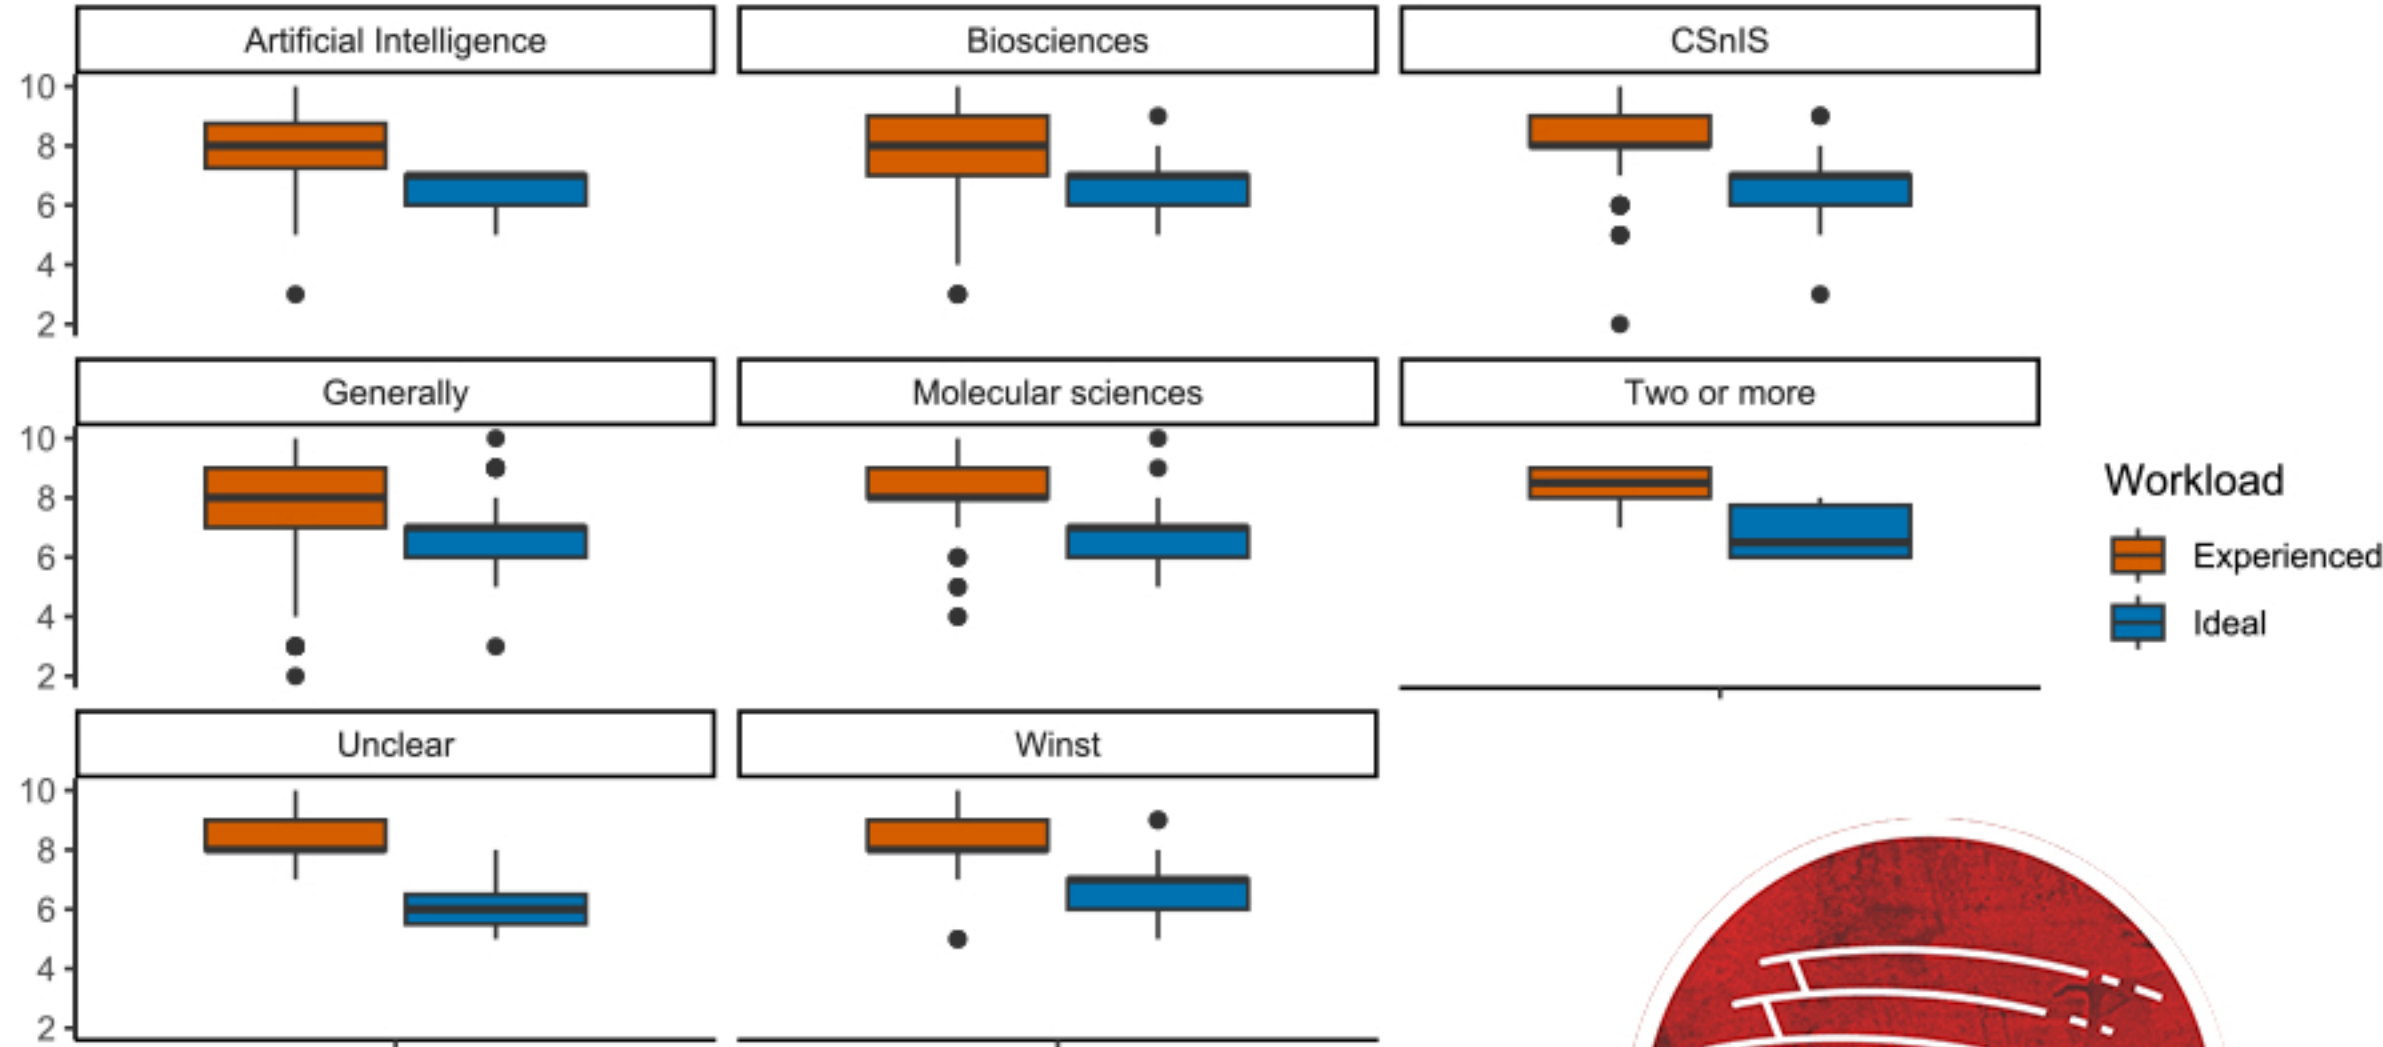 Artificial Intelligence
Biosciences
CSnIS
10
8
6
4
2
Generally
Molecular sciences
Two or more
10
8
6
4
2
Workload
Experienced
Ideal
Unclear
Winst
10
8
6
4
2